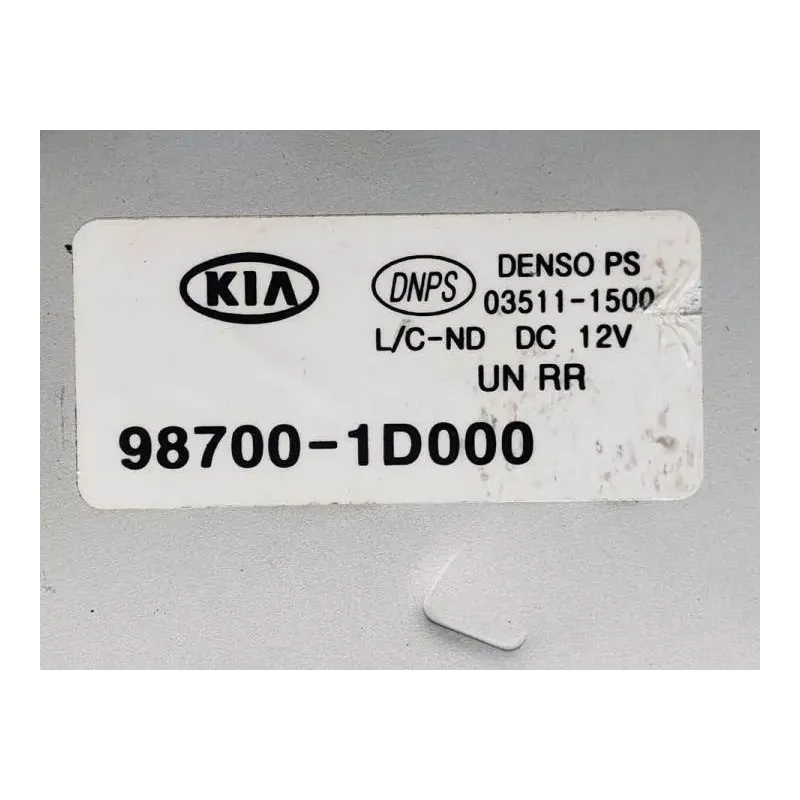 KIA DNPS DENSO PS
03511-1500
L/C-ND DC 12V
UN RR
98700-1D000